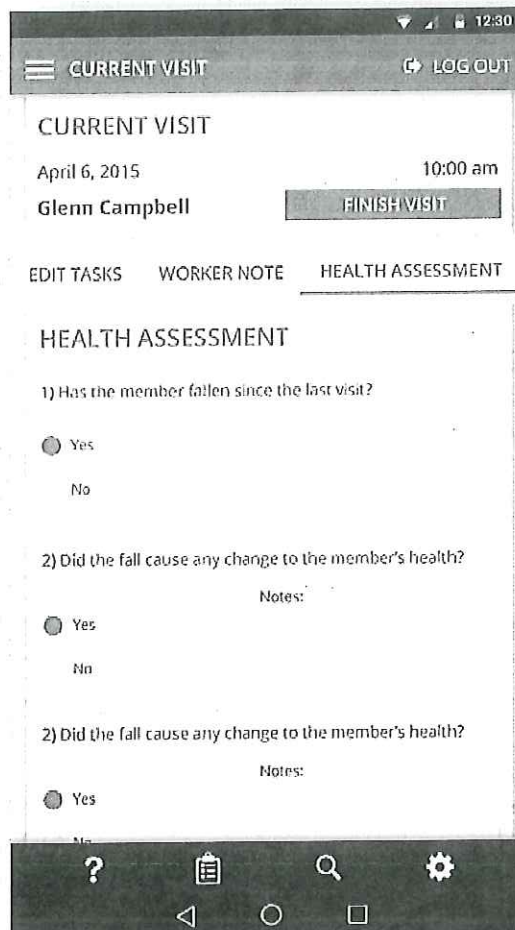 12:30
CURRENT VISIT LOG OUT
CURRENT VISIT
April 6, 2015 10:00 am
Glenn Campbell FINISH VISIT
EDIT TASKS WORKER NOTE HEALTH ASSESSMENT
HEALTH ASSESSMENT
1) Has the member fallen since the last visit?
Yes
No
2) Did the fall cause any change to the member's health?
Notes:
Yes
No
2) Did the fall cause any change to the member's health?
Notes:
Yes
No
?